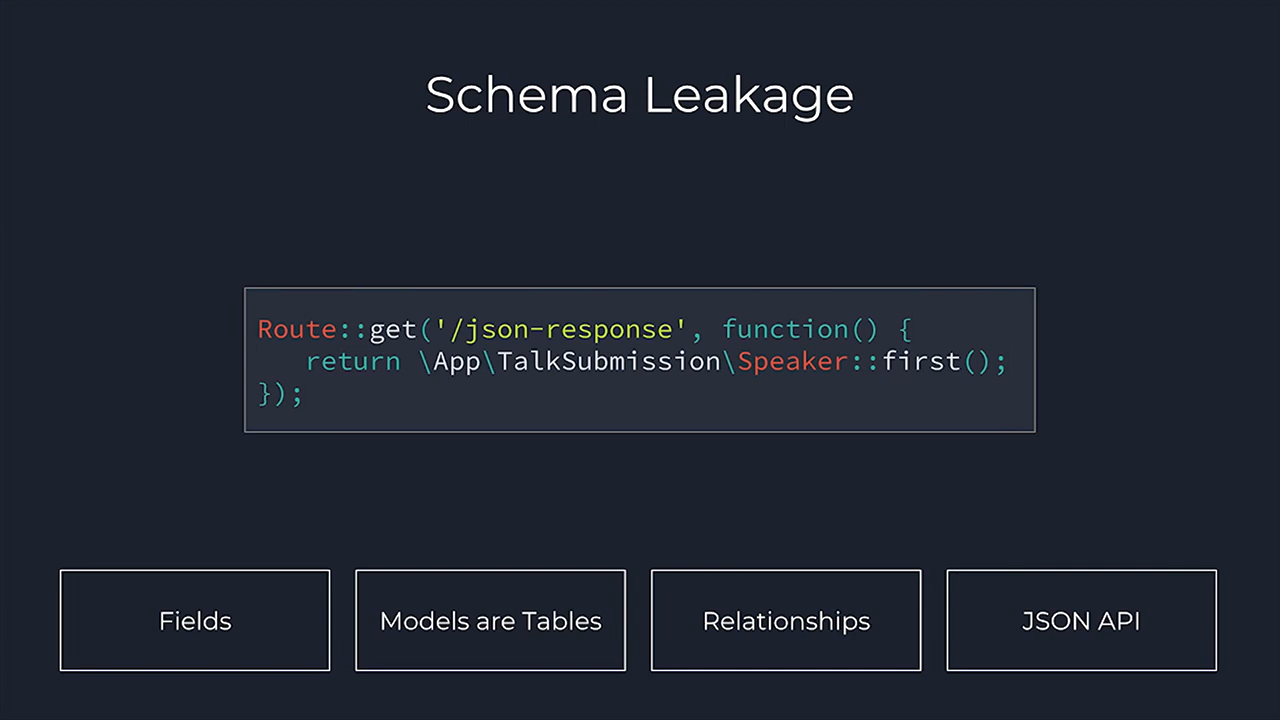 Schema Leakage
Route::get('/json-response', function() {
return \App\TalkSubmission\Speaker::first();
});
Fields
Models are Tables
Relationships
JSON API